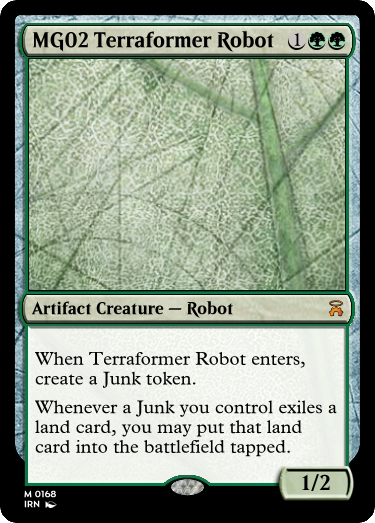 MG02 Terraformer Robot 1
Artifact Creature — Robot
When Terraformer Robot enters,
create a Junk token.
Whenever a Junk you control exiles a
land card, you may put that land
card into the battlefield tapped.
1/2
M 0168
IRN